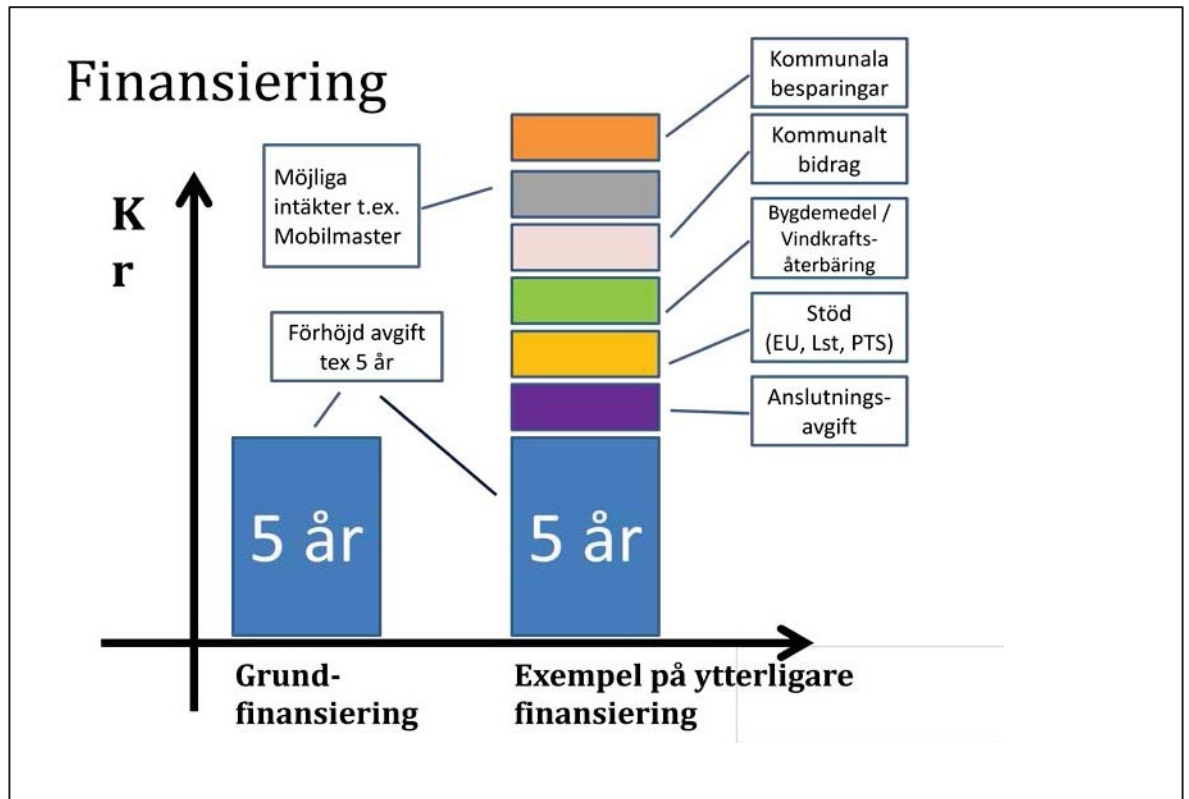 Finansiering
K
r
Möjliga
intäkter t.ex.
Mobilmaster
Förhöjd avgift
tex 5 år
Kommunala
besparingar
Kommunalt
bidrag
Bygdemedel /
Vindkrafts-
återbäring
Stöd
(EU, Lst, PTS)
Anslutnings-
avgift
5 år
5 år
Grund-
finansiering
Exempel på ytterligare
finansiering